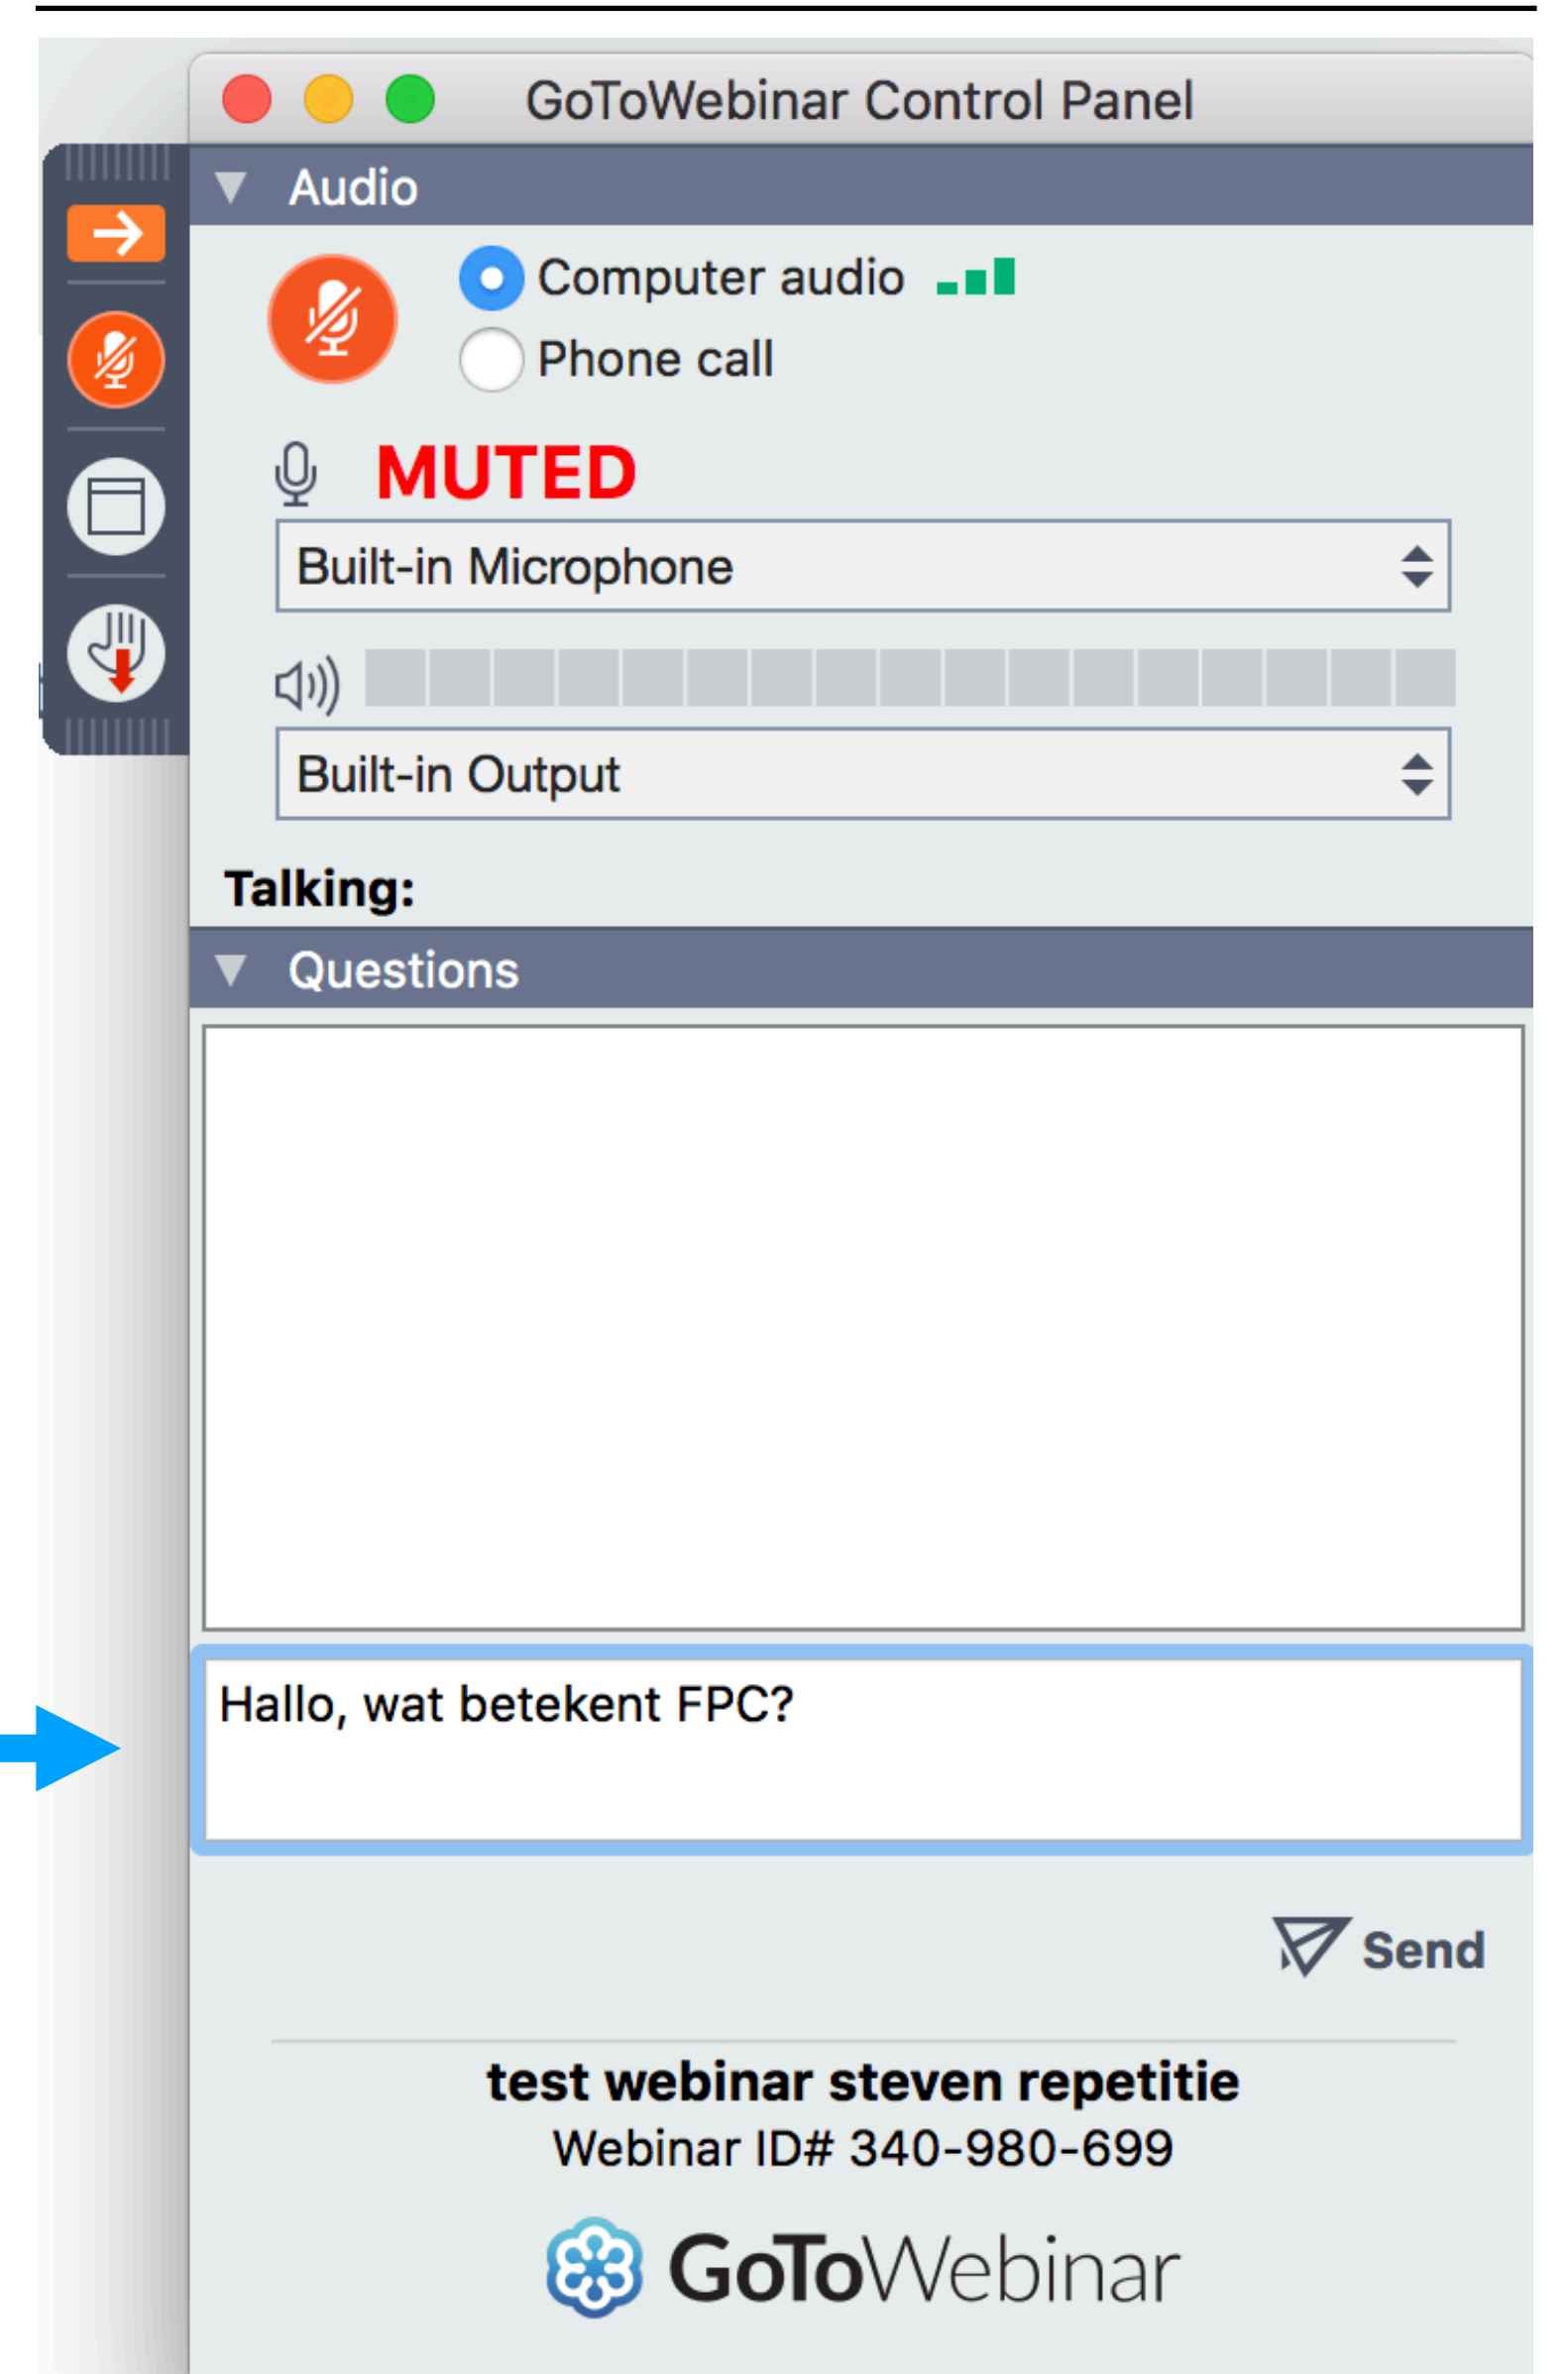 GoToWebinar Control Panel
Audio
Computer audio
Phone call
MUTED
Built-in Microphone
Built-in Output
Talking:
Questions
Hallo, wat betekent FPC?
Send
test webinar steven repetitie
Webinar ID# 340-980-699
GoToWebinar